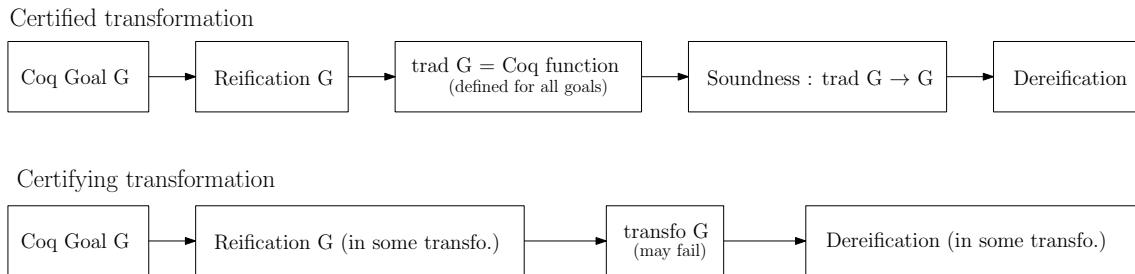 Certified transformation
Coq Goal G
Reification G
trad G = Coq function
(defined for all goals)
Soundness : trad G → G
Dereification
Certifying transformation
Coq Goal G
Reification G (in some transfo.)
transfo G
(may fail)
Dereification (in some transfo.)